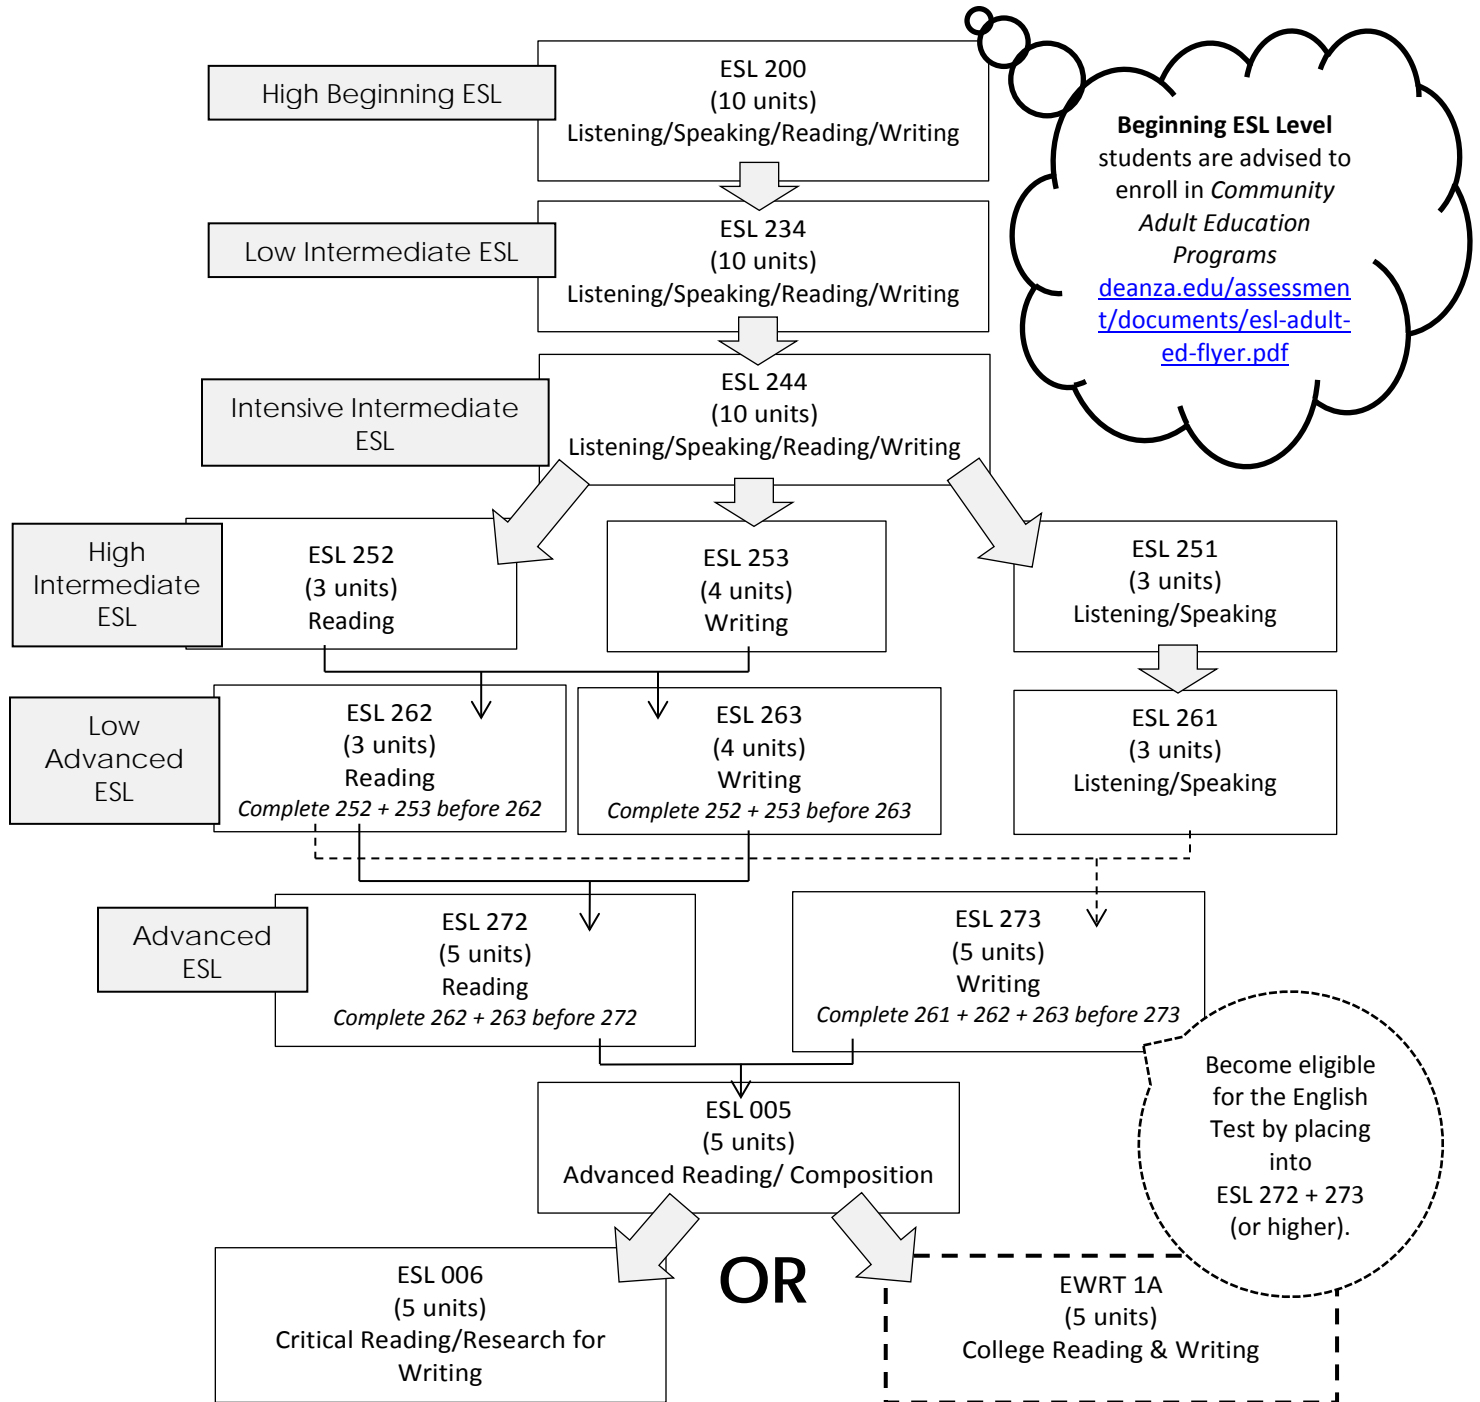 High Beginning ESL
ESL 200
(10 units)
Listening/Speaking/Reading/Writing
Beginning ESL Level
students are advised to
enroll in Community
Adult Education
Programs
deanza.edu/assessmen
t/documents/esl-adult-
ed-flyer.pdf
Low Intermediate ESL
ESL 234
(10 units)
Listening/Speaking/Reading/Writing
Intensive Intermediate
ESL
ESL 244
(10 units)
Listening/Speaking/Reading/Writing
High
Intermediate
ESL
ESL 252
(3 units)
Reading
ESL 253
(4 units)
Writing
ESL 251
(3 units)
Listening/Speaking
Low
Advanced
ESL
ESL 262
(3 units)
Reading
Complete 252 + 253 before 262
ESL 263
(4 units)
Writing
Complete 252 + 253 before 263
ESL 261
(3 units)
Listening/Speaking
Advanced
ESL
ESL 272
(5 units)
Reading
Complete 262 + 263 before 272
ESL 273
(5 units)
Writing
Complete 261 + 262 + 263 before 273
Become eligible
for the English
Test by placing
into
ESL 272 + 273
(or higher).
ESL 005
(5 units)
Advanced Reading/ Composition
ESL 006
(5 units)
Critical Reading/Research for
Writing
OR
EWRT 1A
(5 units)
College Reading & Writing